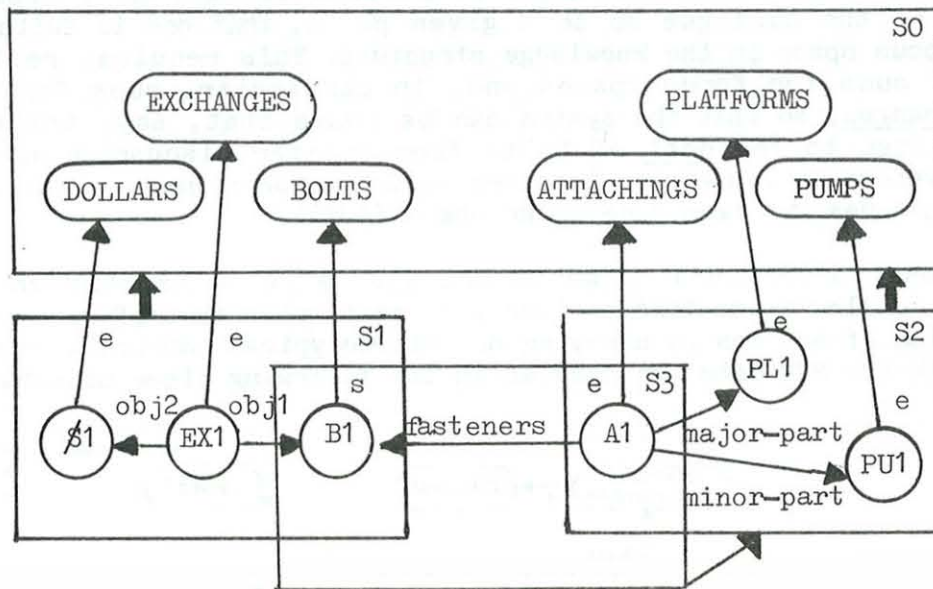 S0
EXCHANGES
PLATFORMS
DOLLARS
BOLTS
ATTACHINGS
PUMPS
e
e
S1
e
S2
s
e
S3
PL1
e
$1
obj2
EX1
obj1
B1
fasteners
A1
major-part
PU1
minor-part